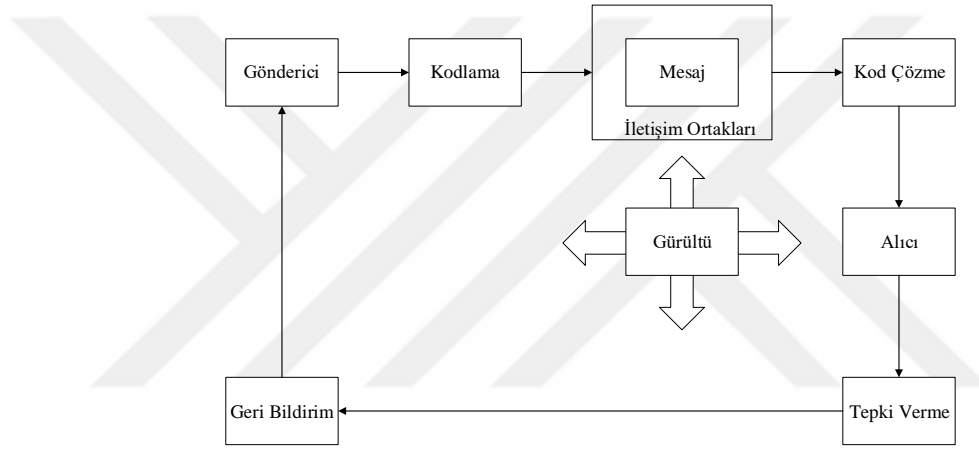 Gönderici
Kodlama
Mesaj
İletişim Ortakları
Kod Çözme
Gürültü
Alıcı
Geri Bildirim
Tepki Verme